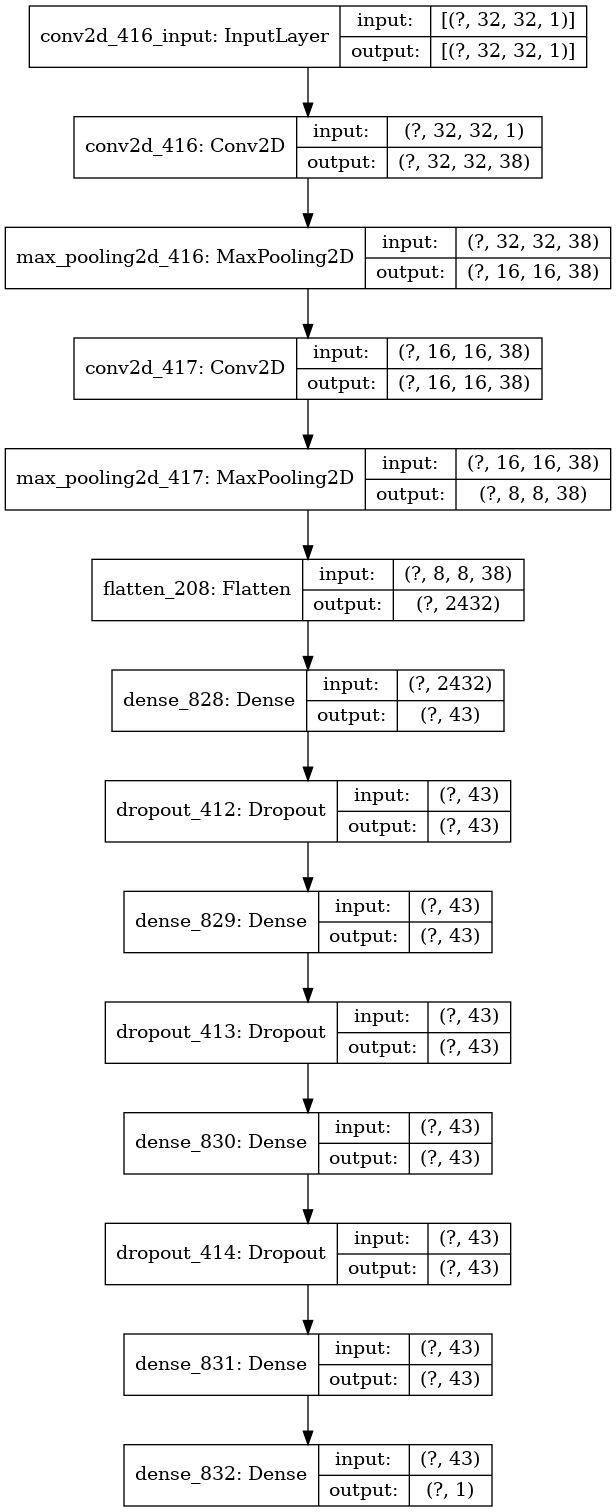 conv2d_416_input: InputLayer
input: [(?, 32, 32, 1)]
output: [(?, 32, 32, 1)]
conv2d_416: Conv2D
input: (?, 32, 32, 1)
output: (?, 32, 32, 38)
max_pooling2d_416: MaxPooling2D
input: (?, 32, 32, 38)
output: (?, 16, 16, 38)
conv2d_417: Conv2D
input: (?, 16, 16, 38)
output: (?, 16, 16, 38)
max_pooling2d_417: MaxPooling2D
input: (?, 16, 16, 38)
output: (?, 8, 8, 38)
flatten_208: Flatten
input: (?, 8, 8, 38)
output: (?, 2432)
dense_828: Dense
input: (?, 2432)
output: (?, 43)
dropout_412: Dropout
input: (?, 43)
output: (?, 43)
dense_829: Dense
input: (?, 43)
output: (?, 43)
dropout_413: Dropout
input: (?, 43)
output: (?, 43)
dense_830: Dense
input: (?, 43)
output: (?, 43)
dropout_414: Dropout
input: (?, 43)
output: (?, 43)
dense_831: Dense
input: (?, 43)
output: (?, 43)
dense_832: Dense
input: (?, 43)
output: (?, 1)